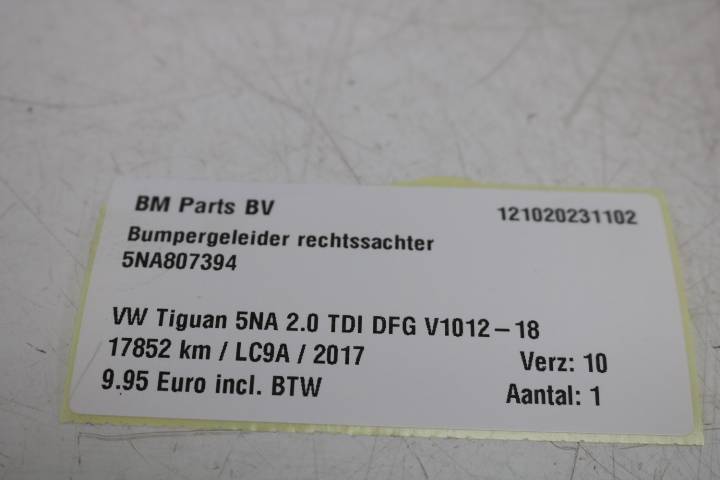 BM Parts BV 121020231102
Bumpergeleider rechtssachter
5NA807394
VW Tiguan 5NA 2.0 TDI DFG V1012-18
17852 km / LC9A / 2017 Verz: 10
9.95 Euro incl. BTW Aantal: 1